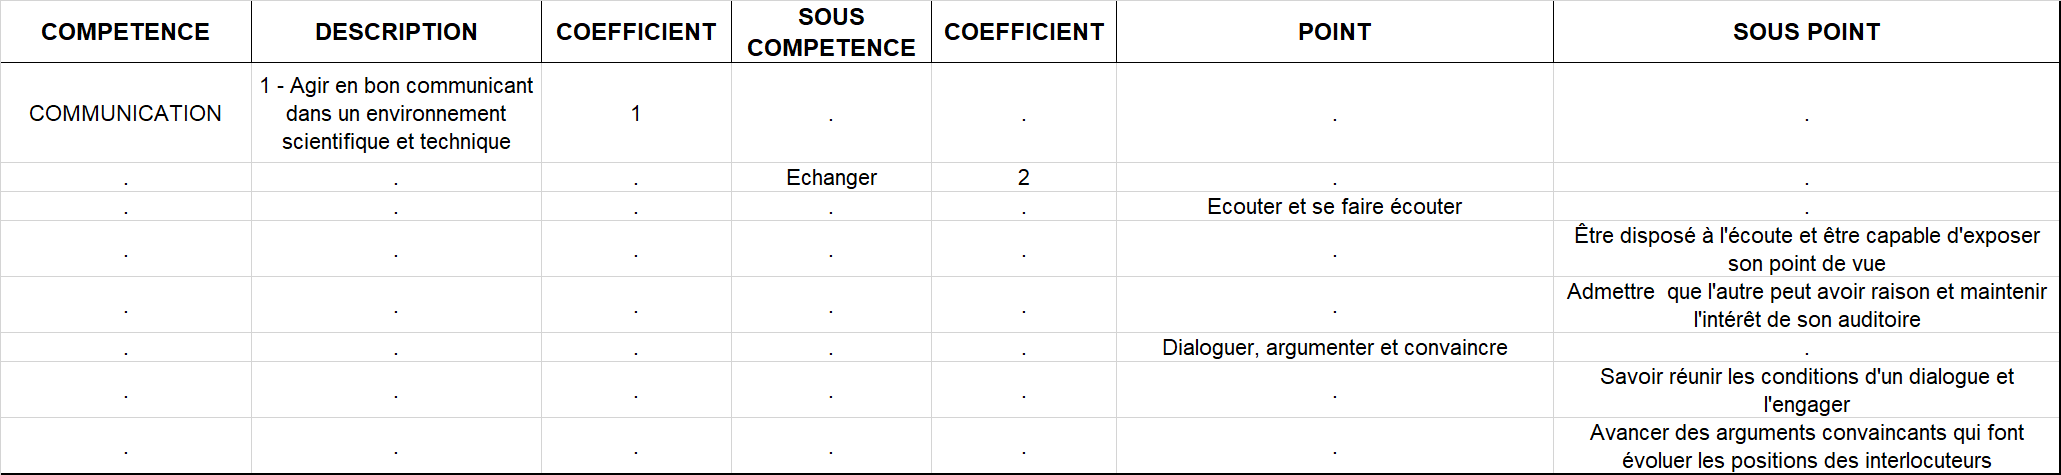 COMPETENCE DESCRIPTION COEFFICIENT SOUS COMPETENCE COEFFICIENT POINT SOUS POINT
COMMUNICATION 1 - Agir en bon communicant dans un environnement scientifique et technique 1 . . . .
. . . Echanger 2 . .
. . . . . Ecouter et se faire écouter .
. . . . . . Être disposé à l'écoute et être capable d'exposer son point de vue
. . . . . . Admettre  que l'autre peut avoir raison et maintenir l'intérêt de son auditoire
. . . . . Dialoguer, argumenter et convaincre .
. . . . . . Savoir réunir les conditions d'un dialogue et l'engager
. . . . . . Avancer des arguments convaincants qui font évoluer les positions des interlocuteurs